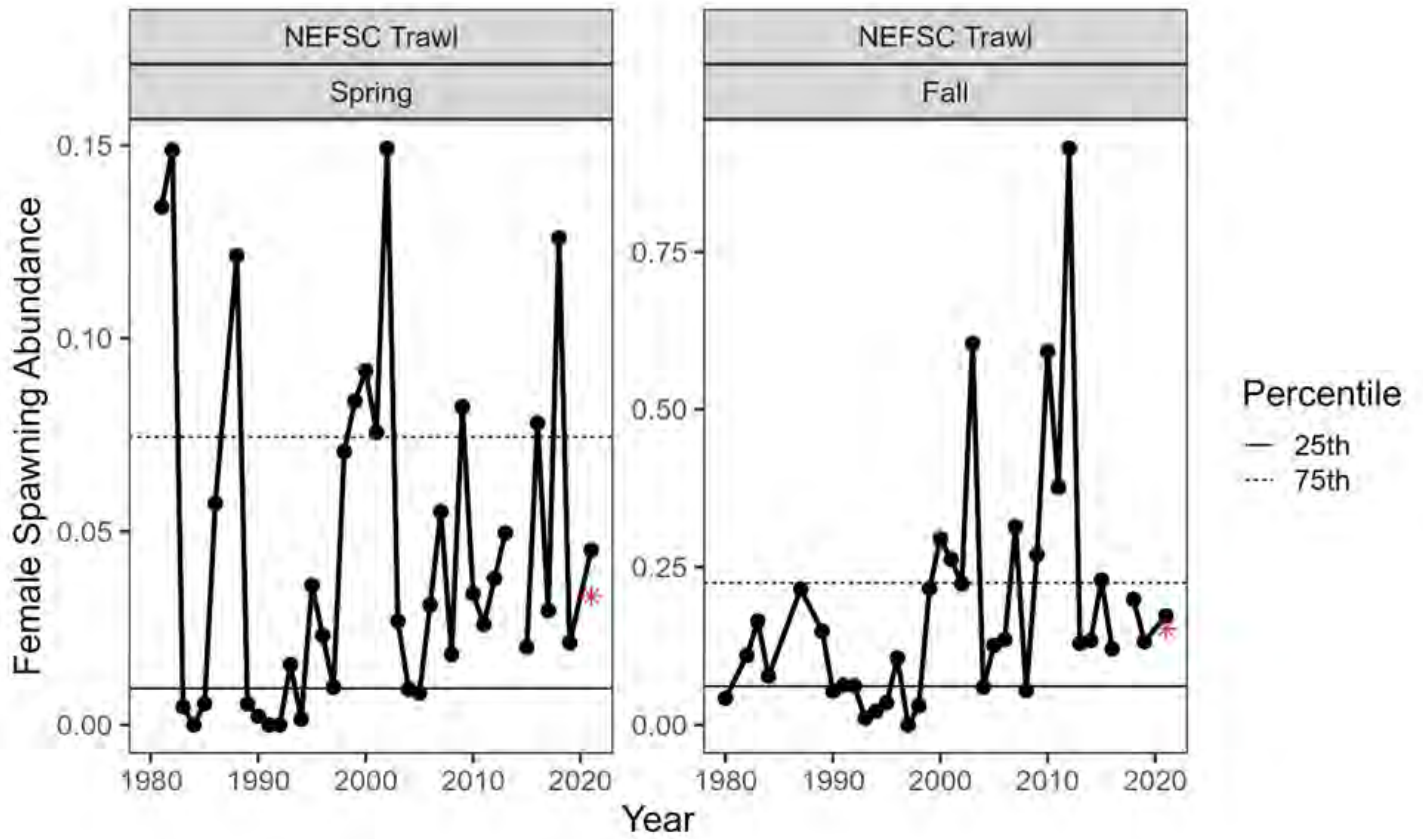 NEFSC Trawl
Spring
NEFSC Trawl
Fall
Female Spawning Abundance
0.15
0.10
0.05
0.00
0.75
0.50
0.25
0.00
1980 1990 2000 2010 2020
1980 1990 2000 2010 2020
Year
Percentile
25th
75th